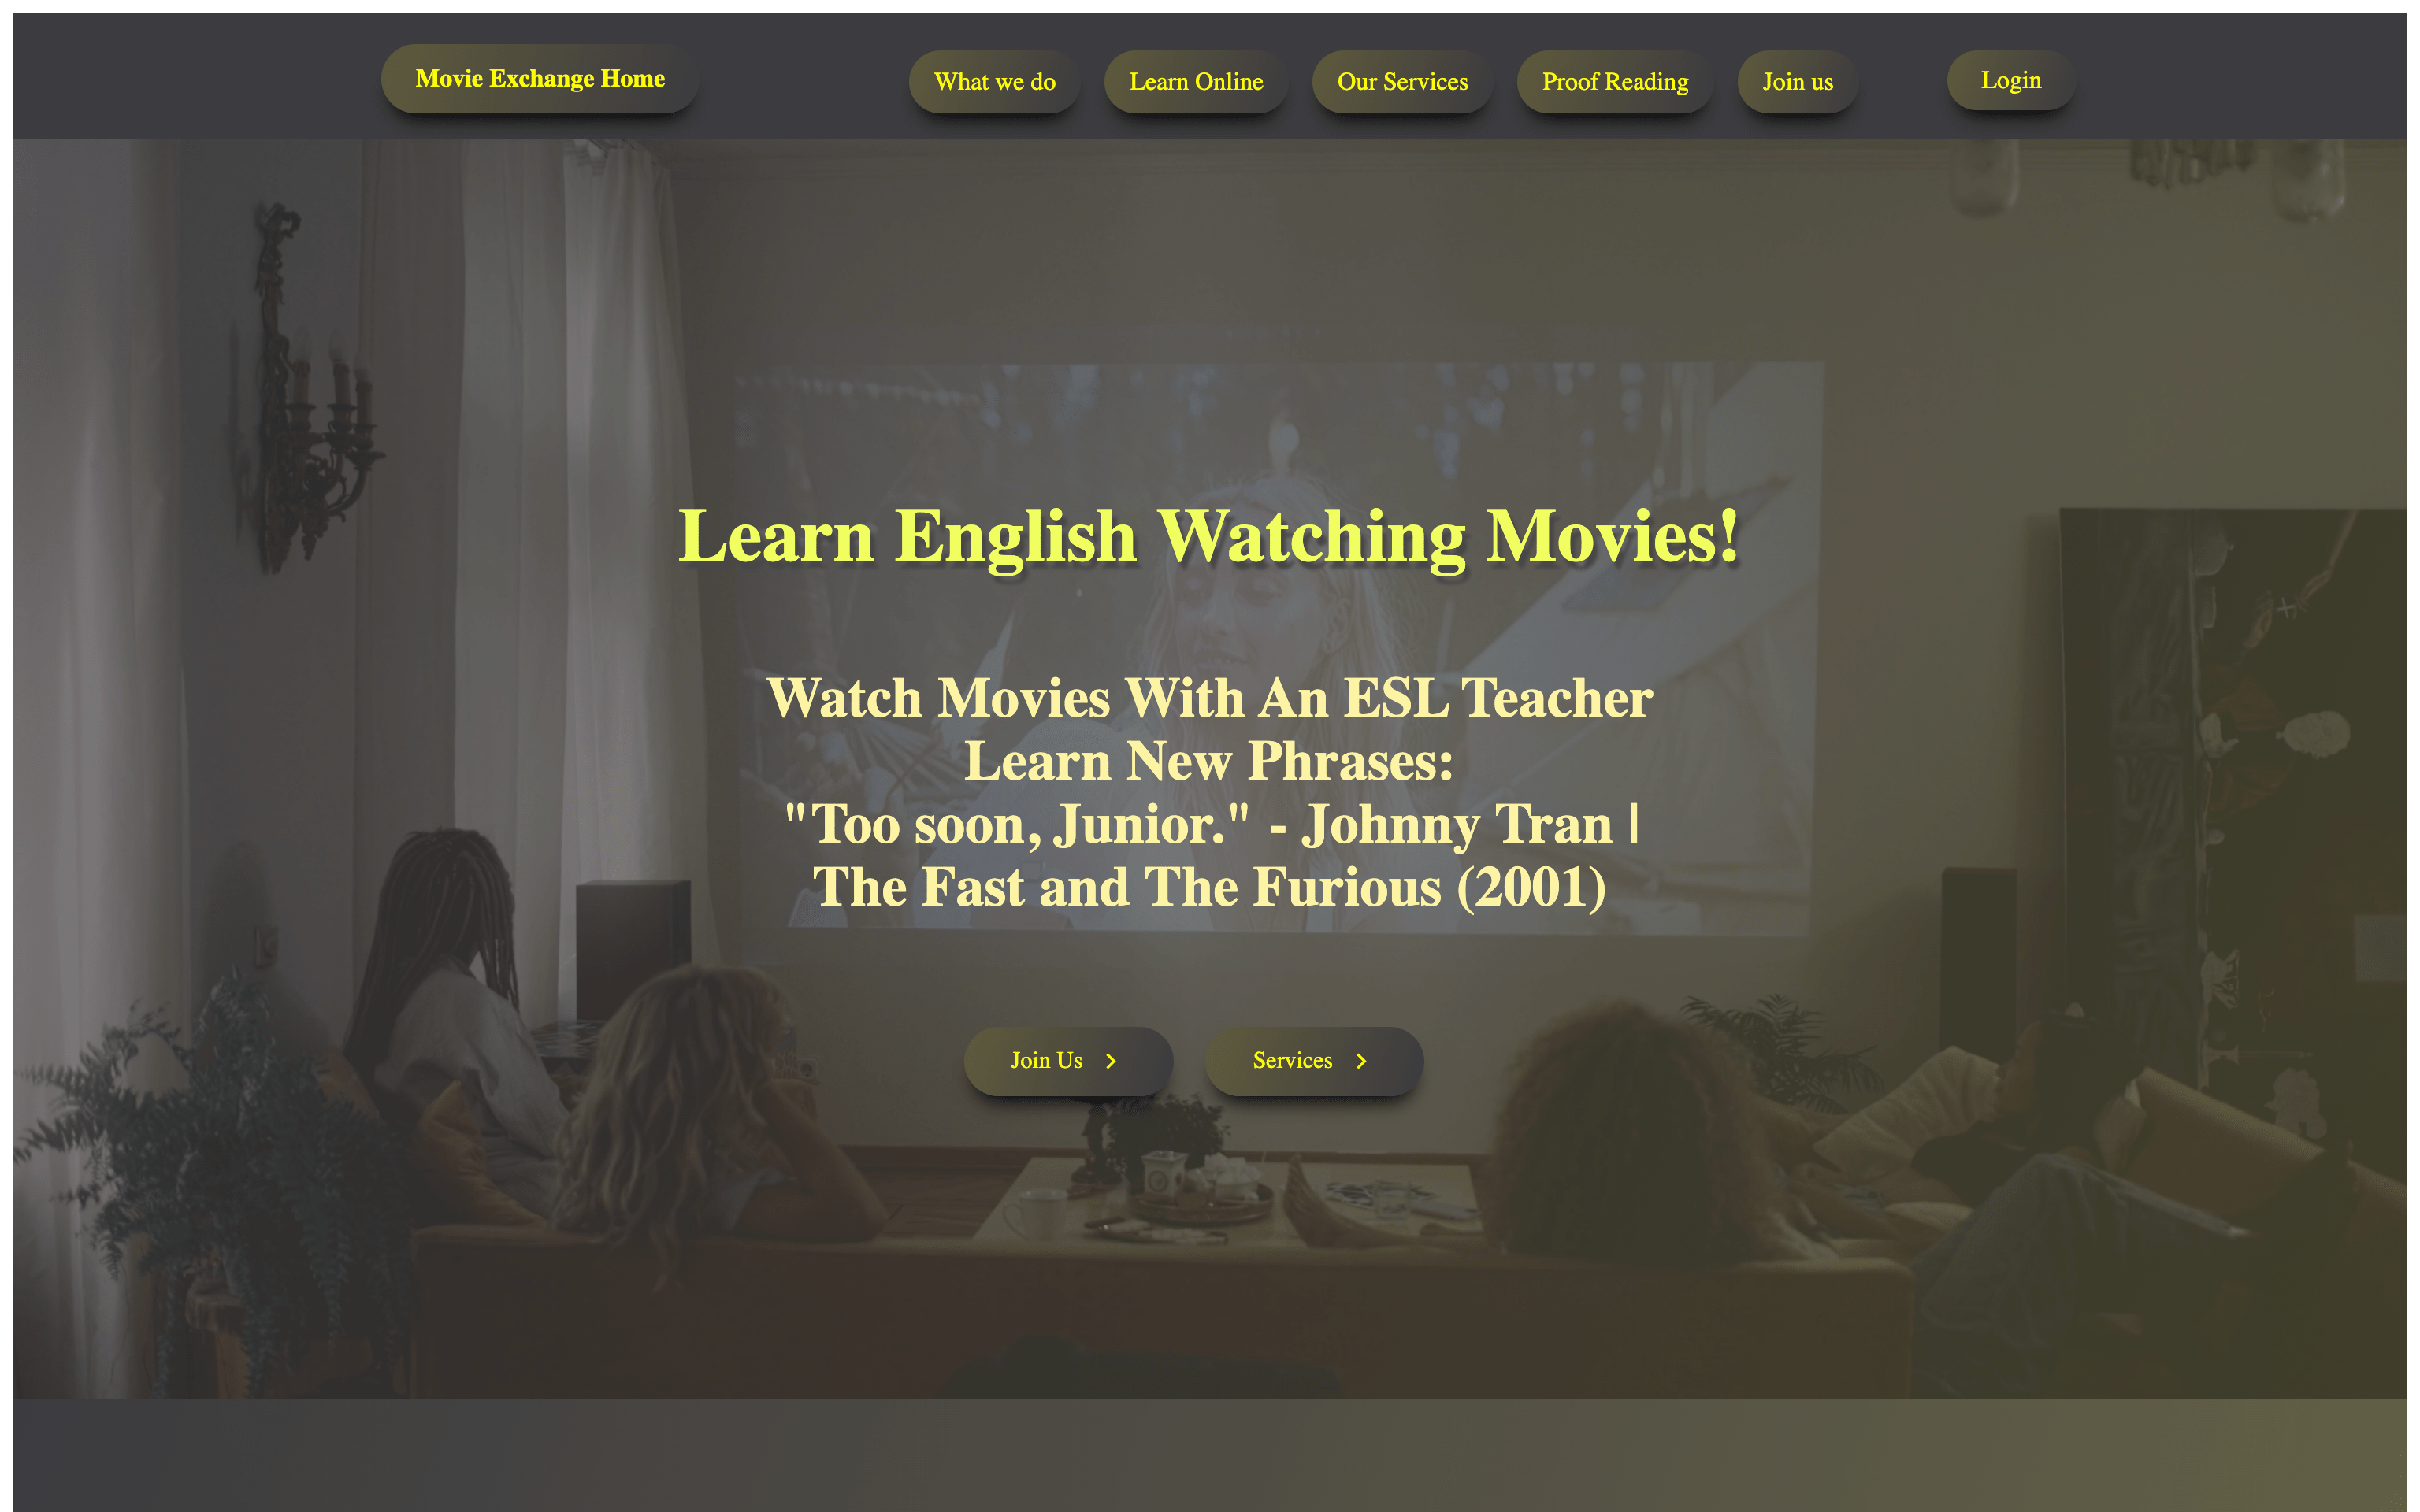 Movie Exchange Home
What we do
Learn Online
Our Services
Proof Reading
Join us
Login
Learn English Watching Movies!
Watch Movies With An ESL Teacher
Learn New Phrases:
"Too soon, Junior." - Johnny Tran |
The Fast and The Furious (2001)
Join Us
Services